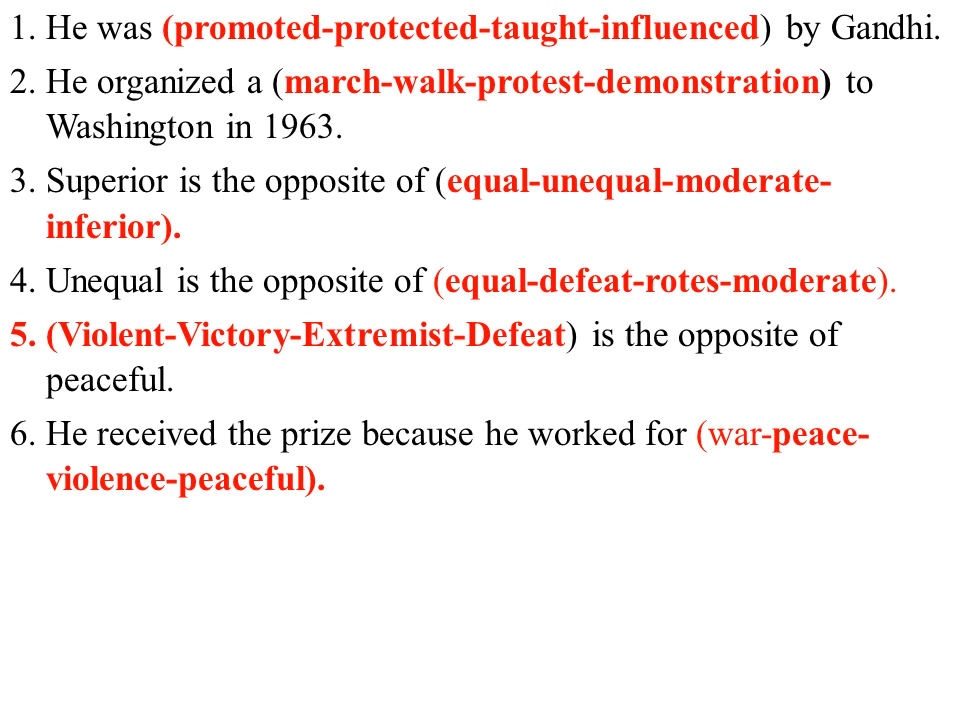 1. He was (promoted-protected-taught-influenced) by Gandhi.
2. He organized a (march-walk-protest-demonstration) to
Washington in 1963.
3. Superior is the opposite of (equal-unequal-moderate-
inferior).
4. Unequal is the opposite of (equal-defeat-rotes-moderate).
5. (Violent-Victory-Extremist-Defeat) is the opposite of
peaceful.
6. He received the prize because he worked for (war-peace-
violence-peaceful).